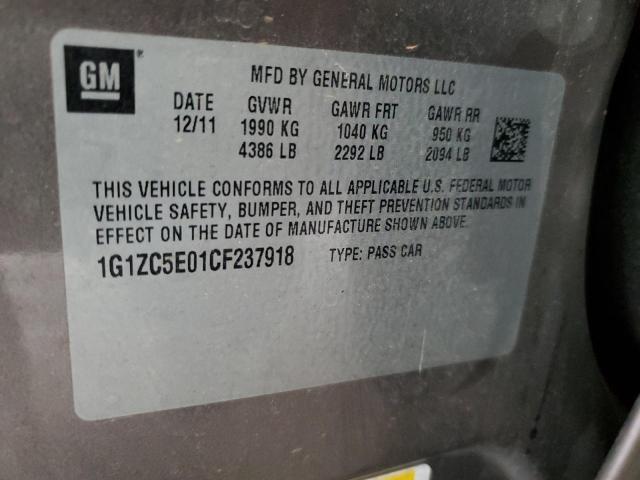 GM
MFD BY GENERAL MOTORS LLC
DATE GVWR GAWR FRT GAWR RR
12/11 1990 KG 1040 KG 950 KG
4386 LB 2292 LB 2094 LB
THIS VEHICLE CONFORMS TO ALL APPLICABLE U.S. FEDERAL MOTOR
VEHICLE SAFETY, BUMPER, AND THEFT PREVENTION STANDARDS IN
EFFECT ON THE DATE OF MANUFACTURE SHOWN ABOVE.
1G1ZC5E01CF237918 TYPE: PASS CAR